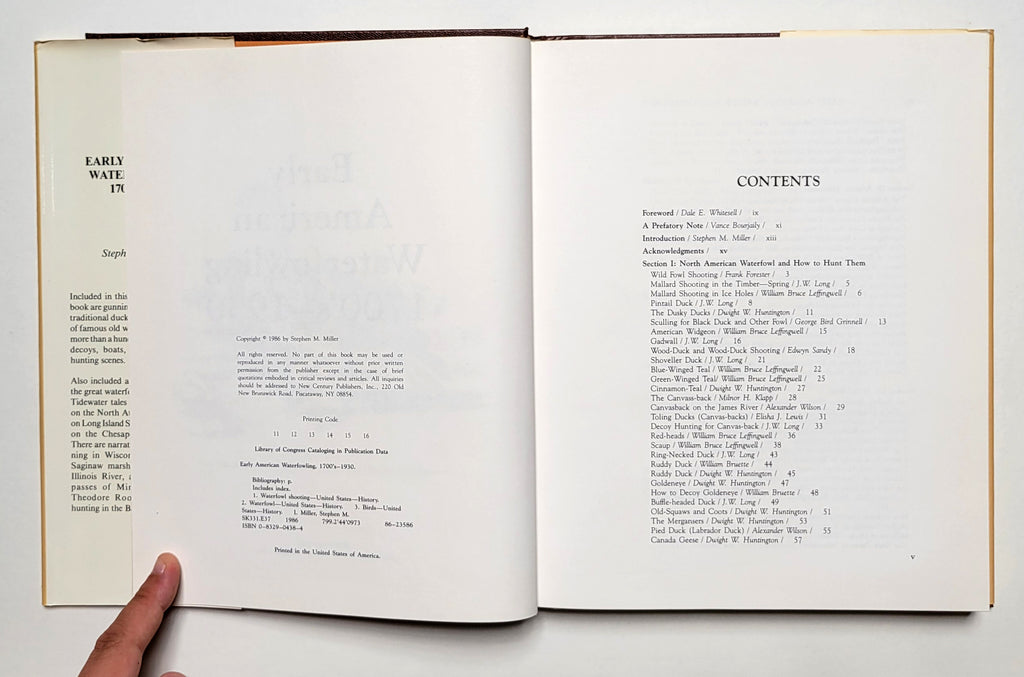 EARLY
WATE
170
Steph
Included in this
book are gunnin
traditional duck
of famous old w
more than a hun
decoys, boats,
hunting scenes.
Also included a
the great waterf
Tidewater tales
on the North A
on Long Island S
on the Chesap
There are narrat
ning in Wiscon
Saginaw marsh
Illinois River, a
passes of Min
Theodore Roo
hunting in the B
Early
American
Waterfowling
Copyright © 1986 by Stephen M. Miller
All rights reserved. No part of this book may be used or
reproduced in any manner whatsoever without prior written
permission from the publisher except in the case of brief
quotations embodied in critical reviews and articles. All inquiries
should be addressed to New Century Publishers, Inc., 220 Old
New Brunswick Road, Piscataway, NY 08854.
Printing Code
11 12 13 14 15 16
Library of Congress Cataloging in Publication Data
Early American Waterfowling, 1700's-1930.
Bibliography: p.
Includes index.
1. Waterfowl shooting—United States—History.
2. Waterfowl—United States—History. 3. Birds—United
States—History. I. Miller, Stephen M.
SK331.E37 1986 799.2'44'0973 86-23586
ISBN 0-8329-0438-4
Printed in the United States of America.
CONTENTS
Foreword / Dale E. Whitesell / ix
A Prefatory Note / Vance Bourjaily / xi
Introduction / Stephen M. Miller / xiii
Acknowledgments / xv
Section I: North American Waterfowl and How to Hunt Them
Wild Fowl Shooting / Frank Forester / 3
Mallard Shooting in the Timber—Spring / J.W. Long / 5
Mallard Shooting in Ice Holes / William Bruce Leffingwell / 6
Pintail Duck / J.W. Long / 8
The Dusky Ducks / Dwight W. Huntington / 11
Sculling for Black Duck and Other Fowl / George Bird Grinnell / 13
American Widgeon / William Bruce Leffingwell / 15
Gadwall / J.W. Long / 16
Wood-Duck and Wood-Duck Shooting / Edwyn Sandy / 18
Shoveller Duck / J.W. Long / 21
Blue-Winged Teal / William Bruce Leffingwell / 22
Green-Winged Teal / William Bruce Leffingwell / 25
Cinnamon-Teal / Dwight W. Huntington / 27
The Canvass-back / Milnor H. Klapp / 28
Canvasback on the James River / Alexander Wilson / 29
Toling Ducks (Canvas-backs) / Elisha J. Lewis / 31
Decoy Hunting for Canvas-back / J.W. Long / 33
Red-heads / William Bruce Leffingwell / 36
Scaup / William Bruce Leffingwell / 38
Ring-Necked Duck / J.W. Long / 43
Ruddy Duck / William Bruette / 44
Ruddy Duck / Dwight W. Huntington / 45
Goldeneye / Dwight W. Huntington / 47
How to Decoy Goldeneye / William Bruette / 48
Buffle-headed Duck / J.W. Long / 49
Old-Squaws and Coots / Dwight W. Huntington / 51
The Mergansers / Dwight W. Huntington / 53
Pied Duck (Labrador Duck) / Alexander Wilson / 55
Canada Geese / Dwight W. Huntington / 57
v